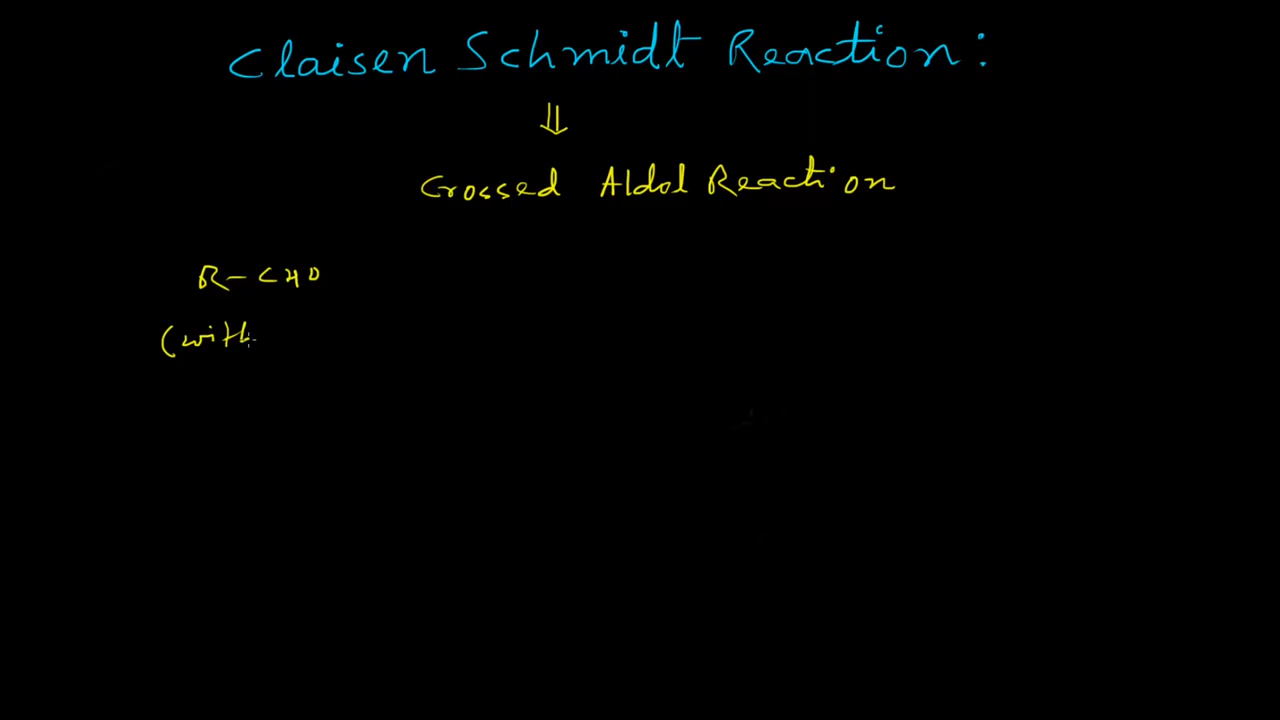 Claisen Schmidt Reaction:
⇓
Crossed Aldol Reaction
R-CHO
(with